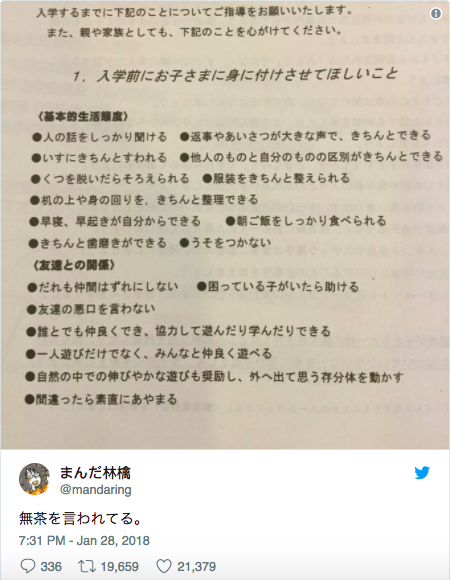 入学するまでに下記のことについてご指導をお願いいたします。
また、親や家族としても、下記のことを心がけてください。
1．入学前にお子さまに身に付けさせてほしいこと
〈基本的生活態度〉
●人の話をしっかり聞ける ●返事やあいさつが大きな声で、きちんとできる
●いすにきちんとすわれる ●他人のものと自分のものの区別がきちんとできる
●くつを脱いだらそろえられる ●服装をきちんと整えられる
●机の上や身の回りを，きちんと整理できる
●早寝、早起きが自分からできる ●朝ご飯をしっかり食べられる
●きちんと歯磨きができる ●うそをつかない
〈友達との関係〉
●だれも仲間はずれにしない ●困っている子がいたら助ける
●友達の悪口を言わない
●誰とでも仲良くでき、協力して遊んだり学んだりできる
●一人遊びだけでなく、みんなと仲良く遊べる
●自然の中での伸びやかな遊びも奨励し、外へ出て思う存分体を動かす
●間違ったら素直にあやまる
まんだ林檎
@mandaring
無茶を言われてる。
7:31 PM - Jan 28, 2018
336 19,659 21,379